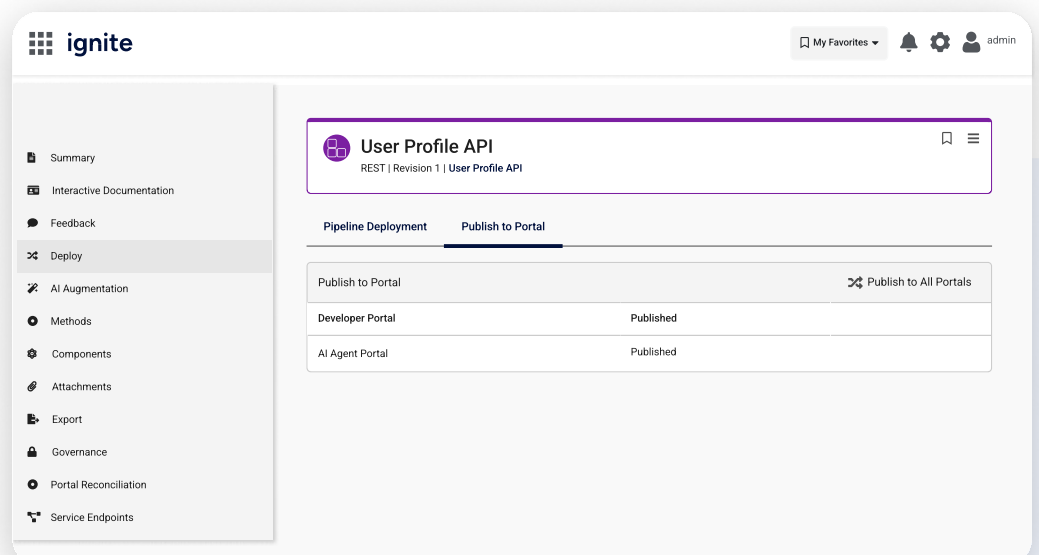 ignite
My Favorites
admin
Summary
Interactive Documentation
Feedback
Deploy
AI Augmentation
Methods
Components
Attachments
Export
Governance
Portal Reconciliation
Service Endpoints
User Profile API
REST | Revision 1 | User Profile API
Pipeline Deployment Publish to Portal
Publish to Portal Publish to All Portals
Developer Portal Published
AI Agent Portal Published